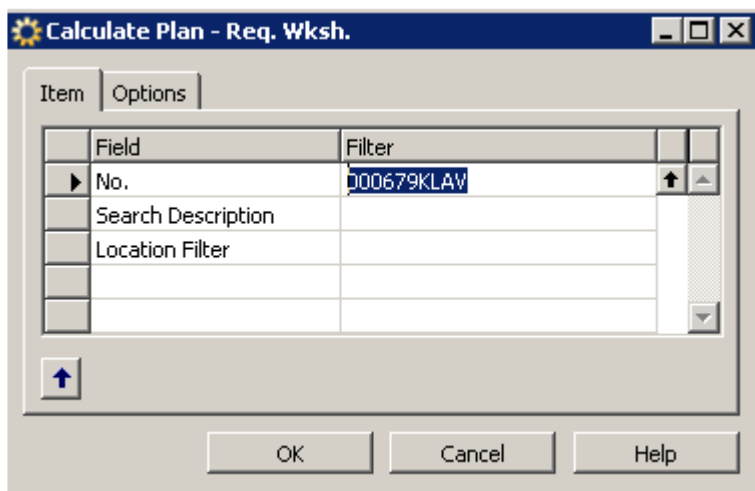 Calculate Plan - Req. Wksh.
Item Options
Field Filter
No. 000679KLAV
Search Description
Location Filter
OK Cancel Help